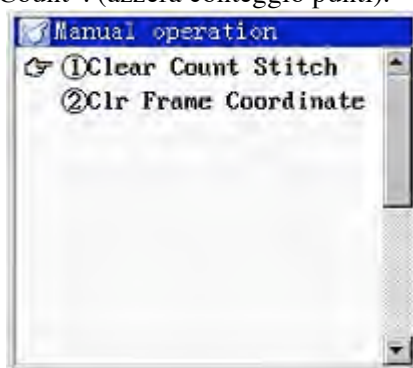 Count". (azzera conteggio punti).
Manual operation
①Clear Count Stitch
②Clr Frame Coordinate